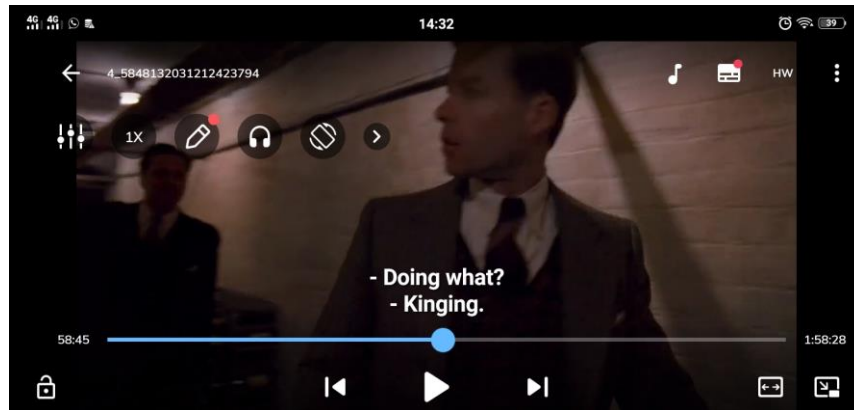 4G 4G 14:32 39
4_5848132031212423794 HW
1X
- Doing what?
- Kinging.
58:45 1:58:28